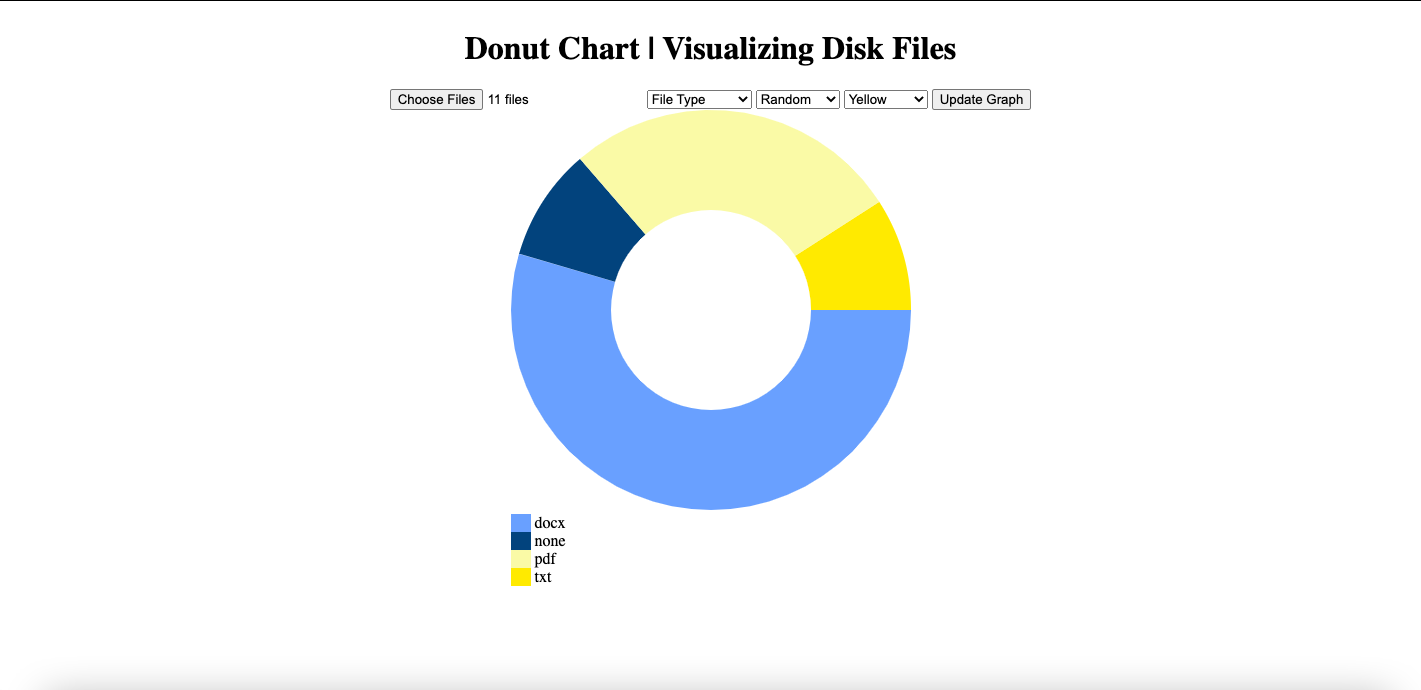 Donut Chart | Visualizing Disk Files
Choose Files 11 files File Type Random Yellow Update Graph
docx
none
pdf
txt